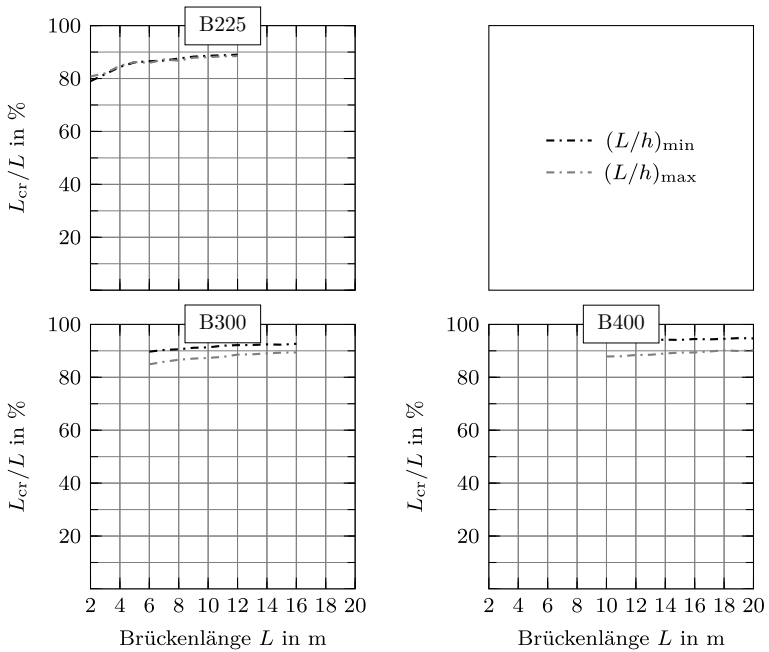 B225
100
80
60
40
20
L_cr/L in %
(L/h)_min
(L/h)_max
B300
100
80
60
40
20
L_cr/L in %
2 4 6 8 10 12 14 16 18 20
Brückenlänge L in m
B400
100
80
60
40
20
L_cr/L in %
2 4 6 8 10 12 14 16 18 20
Brückenlänge L in m